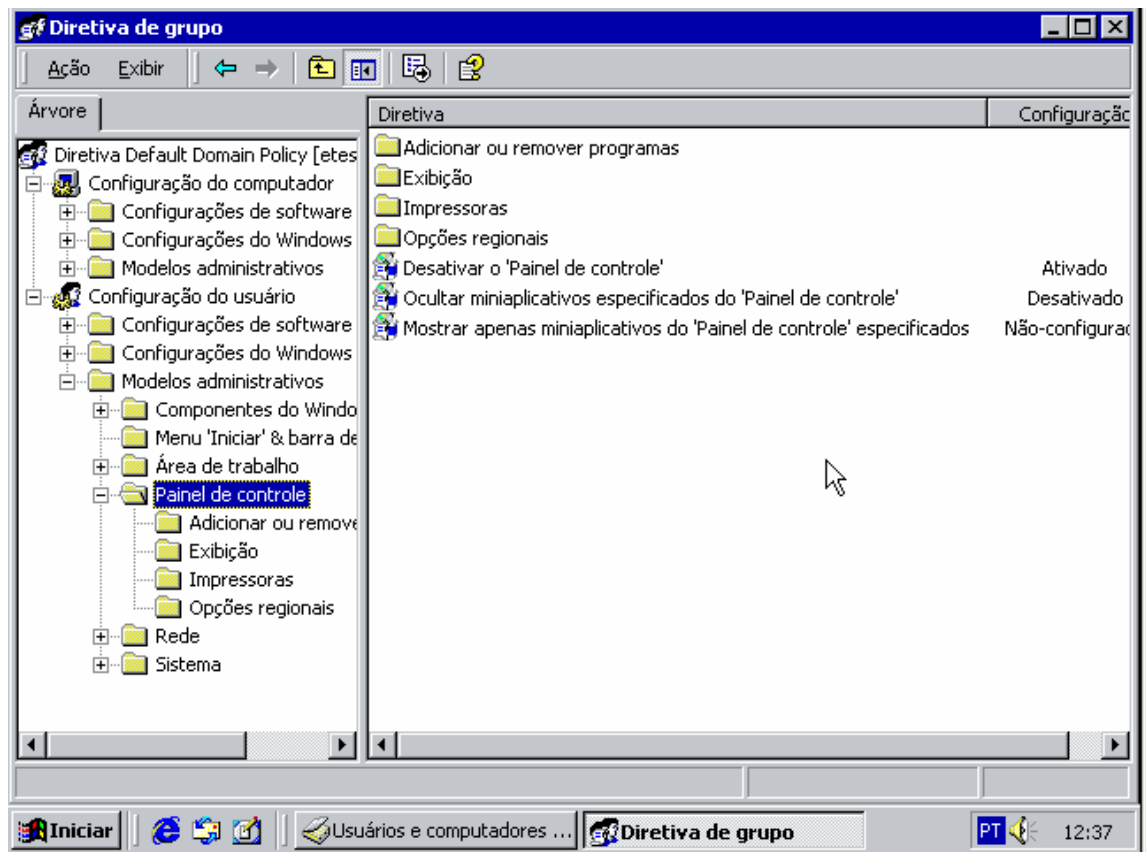 Diretiva de grupo
Ação Exibir
Árvore
Diretiva Configuração
Diretiva Default Domain Policy [etes
Configuração do computador
Configurações de software
Configurações do Windows
Modelos administrativos
Configuração do usuário
Configurações de software
Configurações do Windows
Modelos administrativos
Componentes do Windo
Menu 'Iniciar' & barra de
Área de trabalho
Painel de controle
Adicionar ou remove
Exibição
Impressoras
Opções regionais
Rede
Sistema
Adicionar ou remover programas
Exibição
Impressoras
Opções regionais
Desativar o 'Painel de controle' Ativado
Ocultar miniaplicativos especificados do 'Painel de controle' Desativado
Mostrar apenas miniaplicativos do 'Painel de controle' especificados Não-configurad
Iniciar Usuários e computadores ... Diretiva de grupo PT 12:37